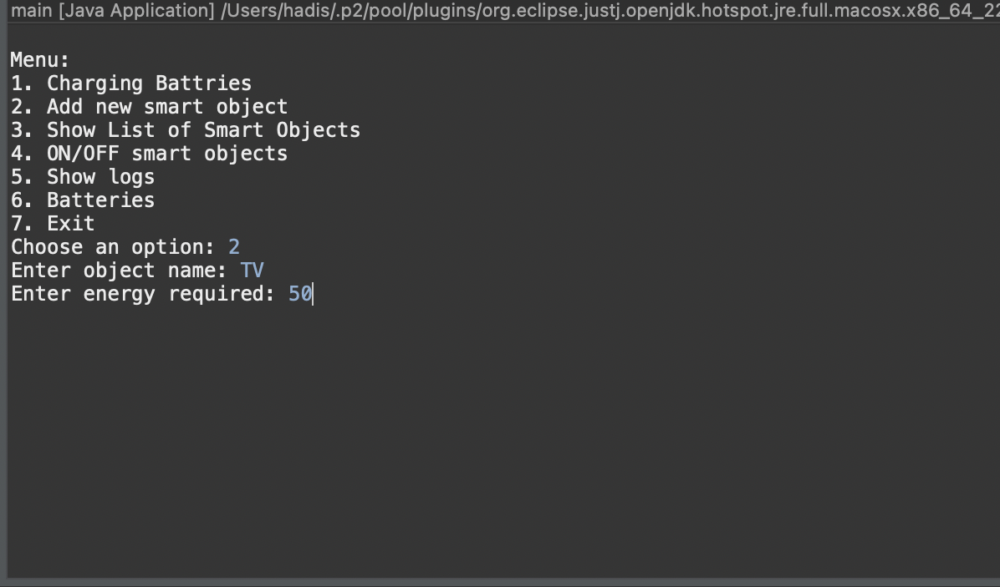 main [Java Application] /Users/hadis/.p2/pool/plugins/org.eclipse.justj.openjdk.hotspot.jre.full.macosx.x86_64_22
Menu:
1. Charging Battries
2. Add new smart object
3. Show List of Smart Objects
4. ON/OFF smart objects
5. Show logs
6. Batteries
7. Exit
Choose an option: 2
Enter object name: TV
Enter energy required: 50